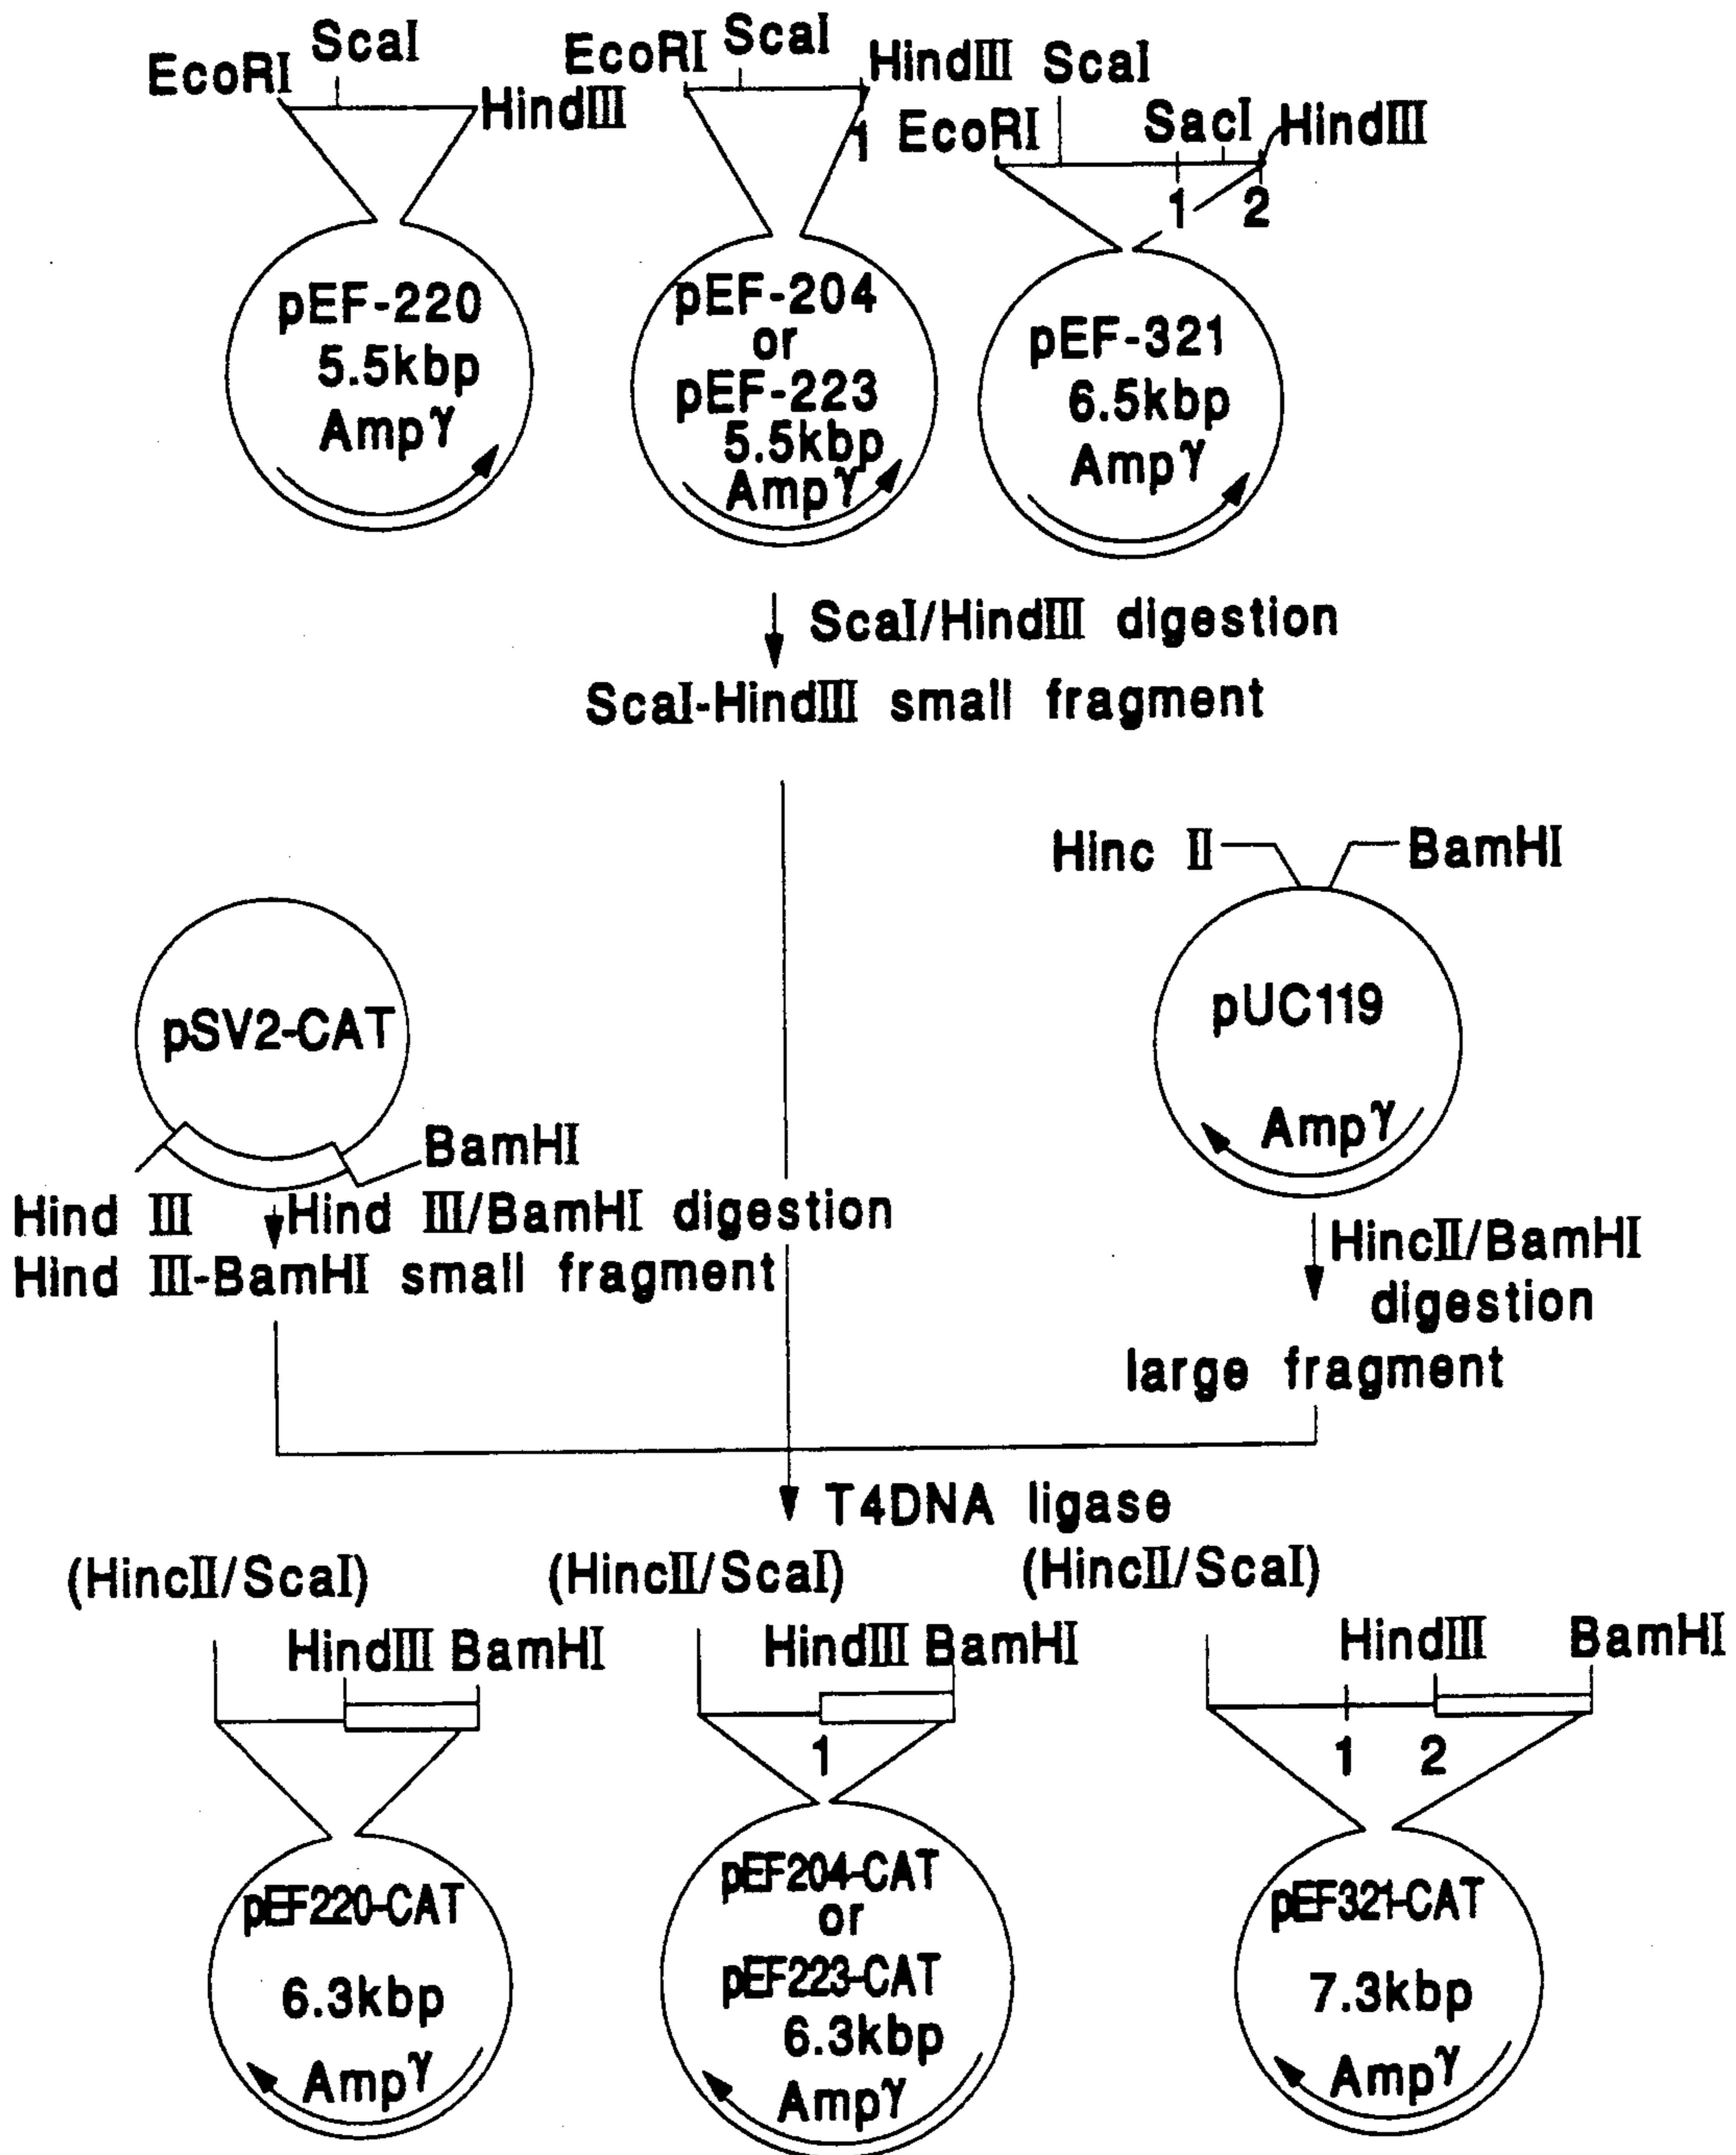 EcoRI ScaI HindⅢ
EcoRI ScaI HindⅢ
1
ScaI
EcoRI SacI HindⅢ
1 2
pEF-220
5.5kbp
Ampγ
pEF-204
or
pEF-223
5.5kbp
Ampγ
pEF-321
6.5kbp
Ampγ
ScaI/HindⅢ digestion
ScaI-HindⅢ small fragment
Hinc Ⅱ BamHI
pUC119
Ampγ
pSV2-CAT
BamHI
Hind Ⅲ
Hind Ⅲ/BamHI digestion
Hind Ⅲ-BamHI small fragment
HincⅡ/BamHI
digestion
large fragment
T4DNA ligase
(HincⅡ/ScaI)
HindⅢ BamHI
(HincⅡ/ScaI)
HindⅢ BamHI
1
(HincⅡ/ScaI)
HindⅢ BamHI
1 2
pEF220-CAT
6.3kbp
Ampγ
pEF204-CAT
or
pEF223-CAT
6.3kbp
Ampγ
pEF321-CAT
7.3kbp
Ampγ